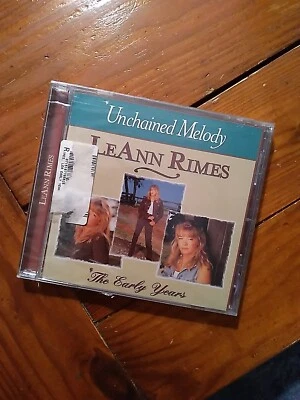 Unchained Melody
LEANN RIMES
The Early Years
LEANN RIMES